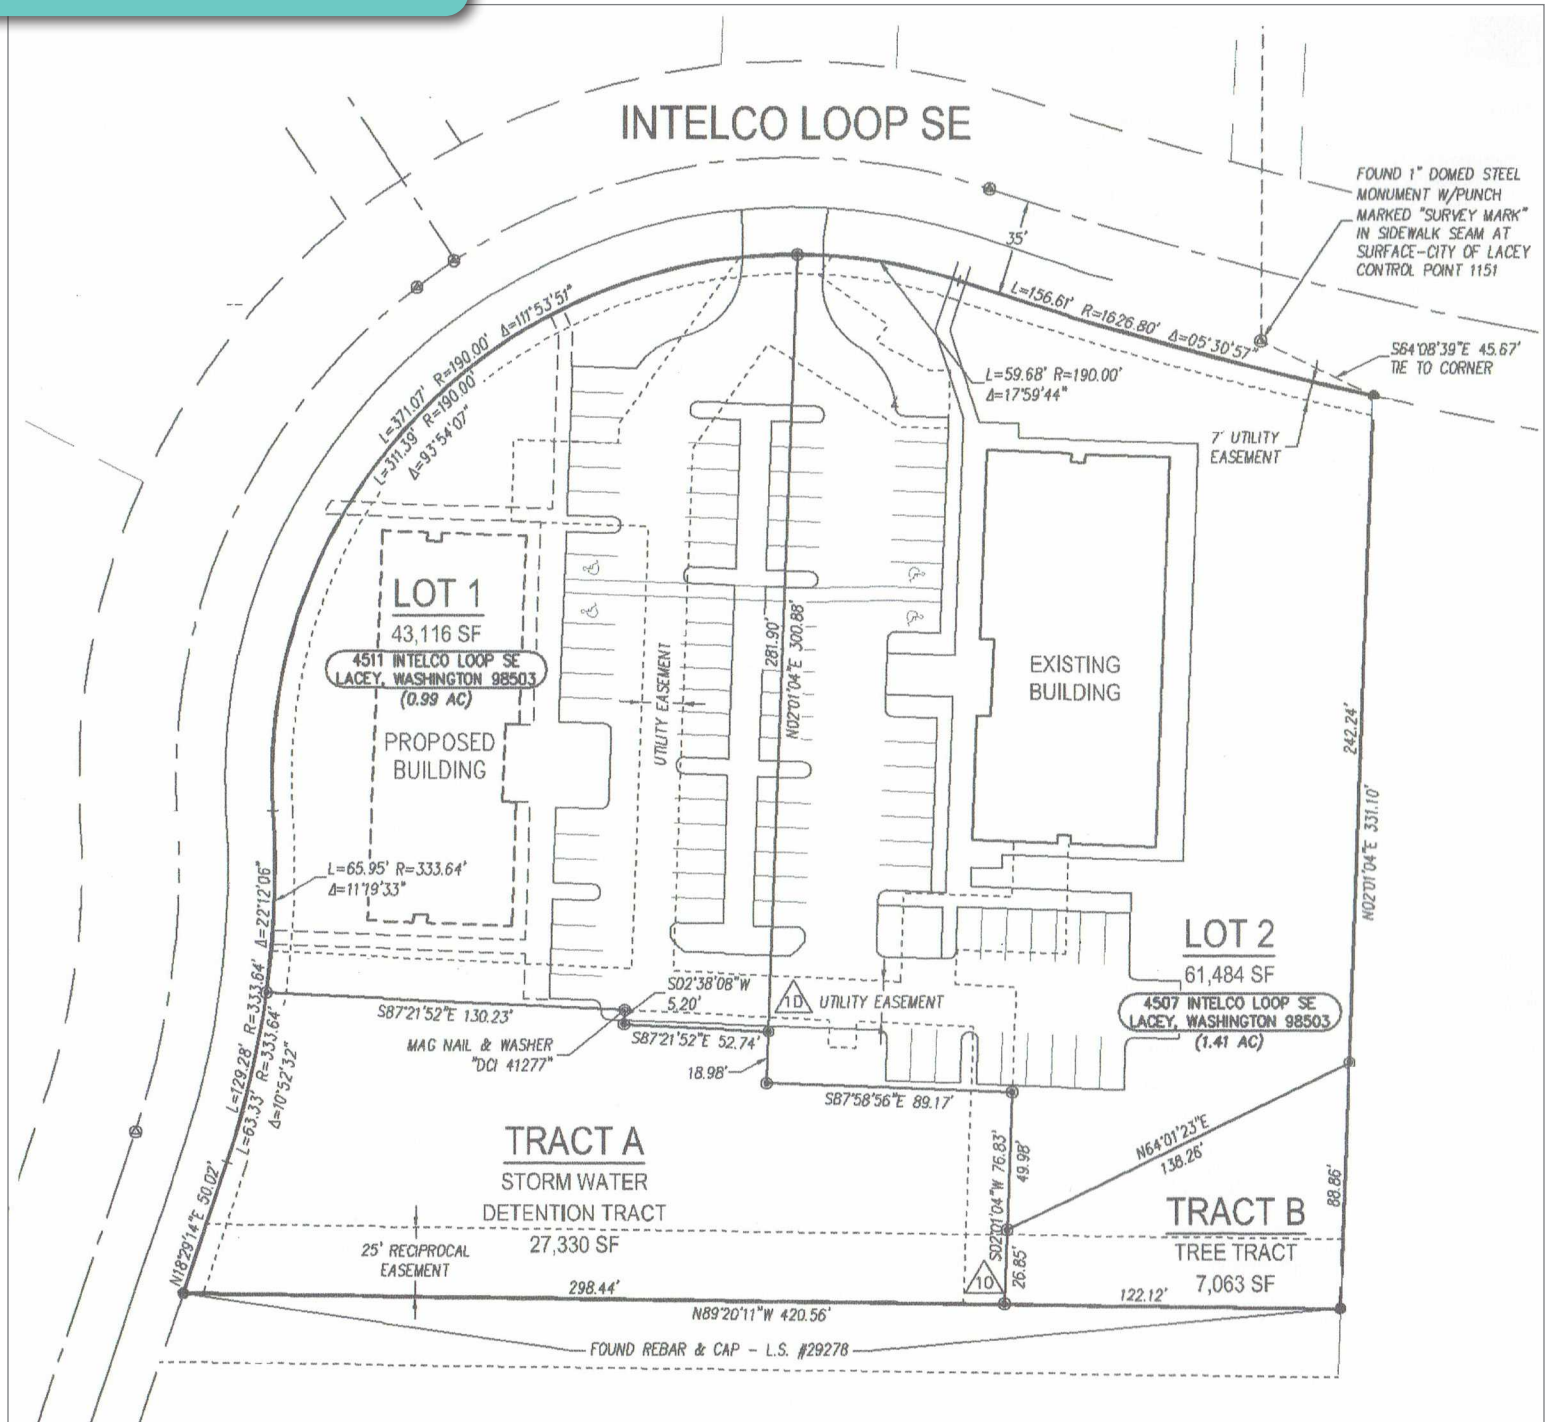 INTELCO LOOP SE
FOUND 1" DOMED STEEL
MONUMENT W/PUNCH
MARKED "SURVEY MARK"
IN SIDEWALK SEAM AT
SURFACE-CITY OF LACEY
CONTROL POINT 1151
35'
L=156.61' R=1626.80' Δ=05°30'57"
S64°08'39"E 45.67'
TIE TO CORNER
L=371.07' R=190.00' Δ=111°53'51"
L=311.39' R=190.00'
Δ=93°54'07"
L=59.68' R=190.00'
Δ=17°59'44"
7' UTILITY
EASEMENT
LOT 1
43,116 SF
4511 INTELCO LOOP SE
LACEY, WASHINGTON 98503
(0.99 AC)
PROPOSED
BUILDING
UTILITY EASEMENT
281.90'
N02°01'04"E 300.88'
EXISTING
BUILDING
242.24'
N02°01'04"E 331.10'
L=65.95' R=333.64'
Δ=11°19'33"
L=129.28' R=333.64' Δ=22°12'06"
L=63.33' R=333.64'
Δ=10°52'32"
LOT 2
61,484 SF
4507 INTELCO LOOP SE
LACEY, WASHINGTON 98503
(1.41 AC)
S02°38'08"W
5.20'
10
UTILITY EASEMENT
S87°21'52"E 130.23'
S87°21'52"E 52.74'
MAG NAIL & WASHER
"DCI 41277"
18.98'
S87°58'56"E 89.17'
N64°01'23"E
138.26'
TRACT A
STORM WATER
DETENTION TRACT
27,330 SF
S02°01'04"W 76.83'
49.98'
26.85'
10
TRACT B
TREE TRACT
7,063 SF
88.86'
N18°29'14"E 50.02'
25' RECIPROCAL
EASEMENT
298.44'
122.12'
N89°20'11"W 420.56'
FOUND REBAR & CAP - L.S. #29278